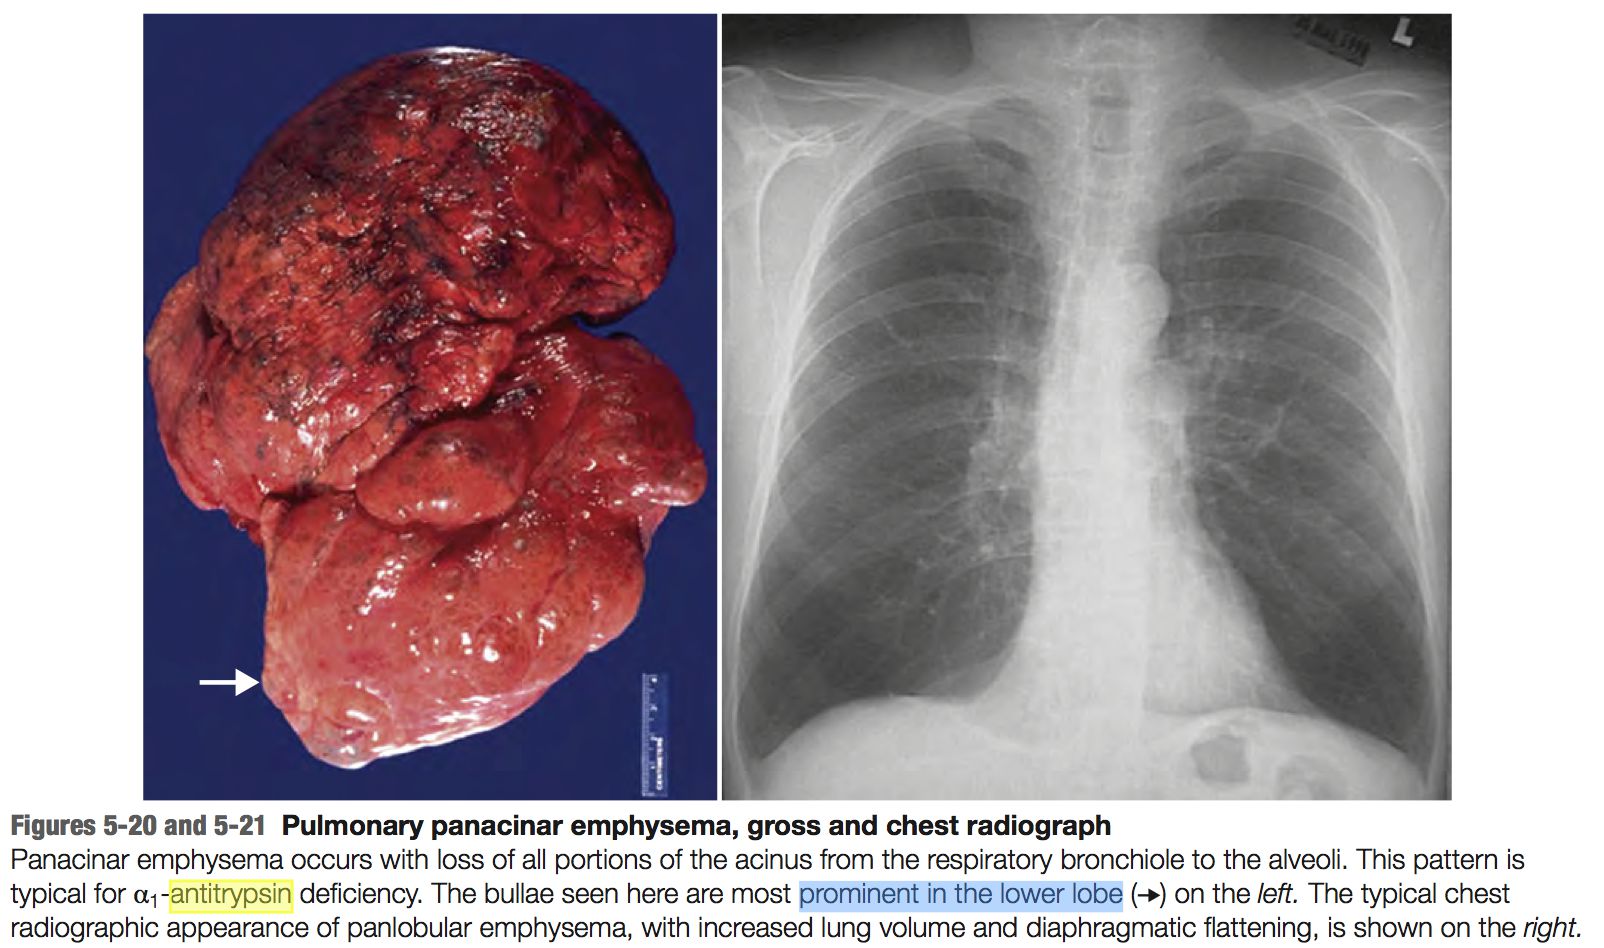 L
CENTIMETERS
Figures 5-20 and 5-21 Pulmonary panacinar emphysema, gross and chest radiograph
Panacinar emphysema occurs with loss of all portions of the acinus from the respiratory bronchiole to the alveoli. This pattern is
typical for α₁-antitrypsin deficiency. The bullae seen here are most prominent in the lower lobe (→) on the left. The typical chest
radiographic appearance of panlobular emphysema, with increased lung volume and diaphragmatic flattening, is shown on the right.